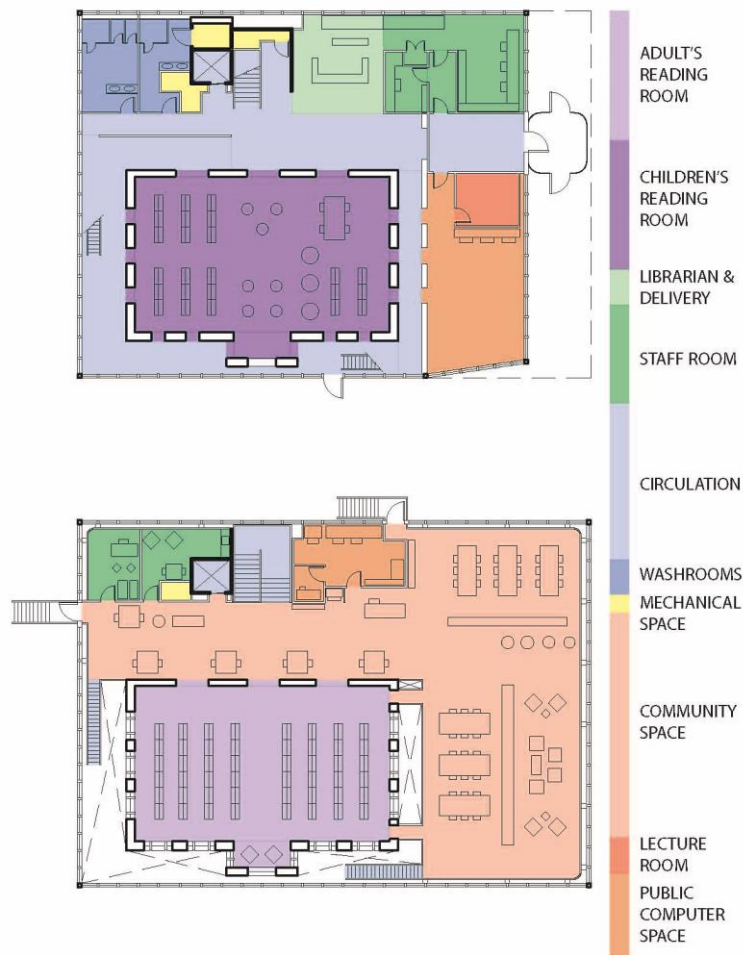 ADULT'S
READING
ROOM
CHILDREN'S
READING
ROOM
LIBRARIAN &
DELIVERY
STAFF ROOM
CIRCULATION
WASHROOMS
MECHANICAL
SPACE
COMMUNITY
SPACE
LECTURE
ROOM
PUBLIC
COMPUTER
SPACE